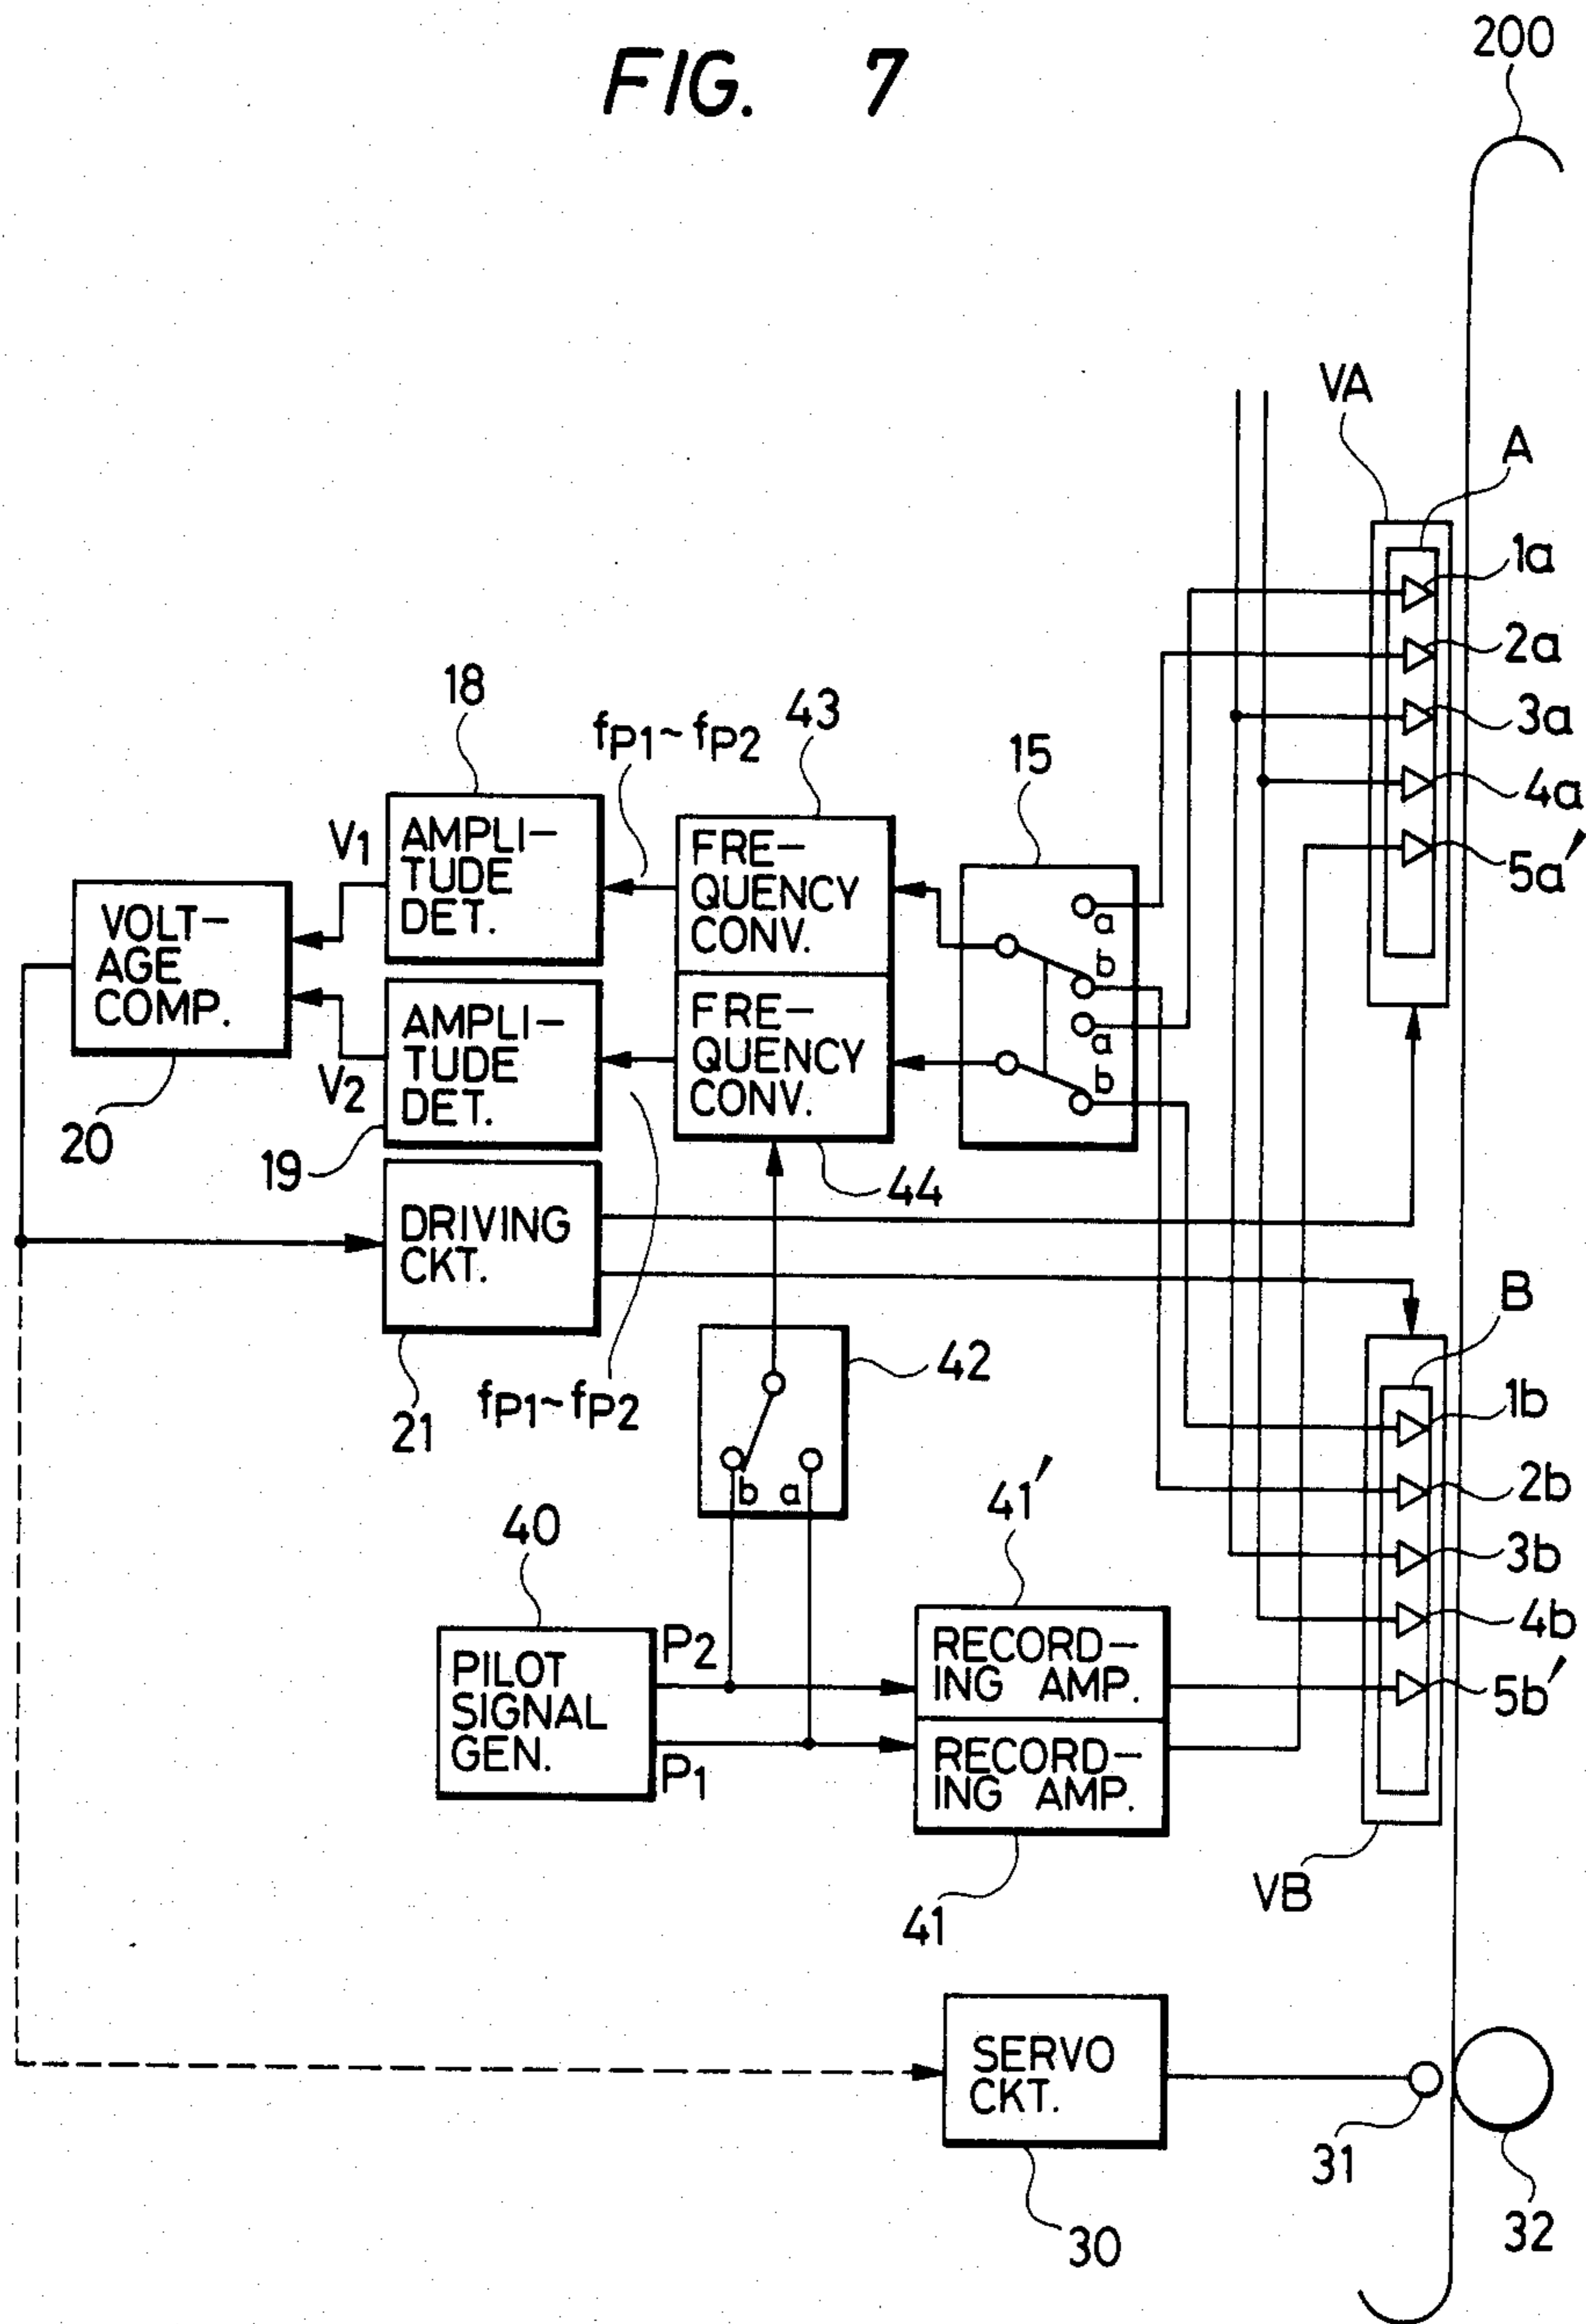 FIG. 7
200
VA
A
1a
2a
3a
4a
5a'
18
fP1~fP2
43
15
V1
AMPLI-
TUDE
DET.
FRE-
QUENCY
CONV.
a
b
a
b
VOLT-
AGE
COMP.
V2
AMPLI-
TUDE
DET.
FRE-
QUENCY
CONV.
20
19
44
DRIVING
CKT.
B
42
21
fP1~fP2
1b
2b
3b
4b
5b'
b a
40
41'
P2
PILOT
SIGNAL
GEN.
P1
RECORD-
ING AMP.
RECORD-
ING AMP.
41
VB
SERVO
CKT.
31
30
32